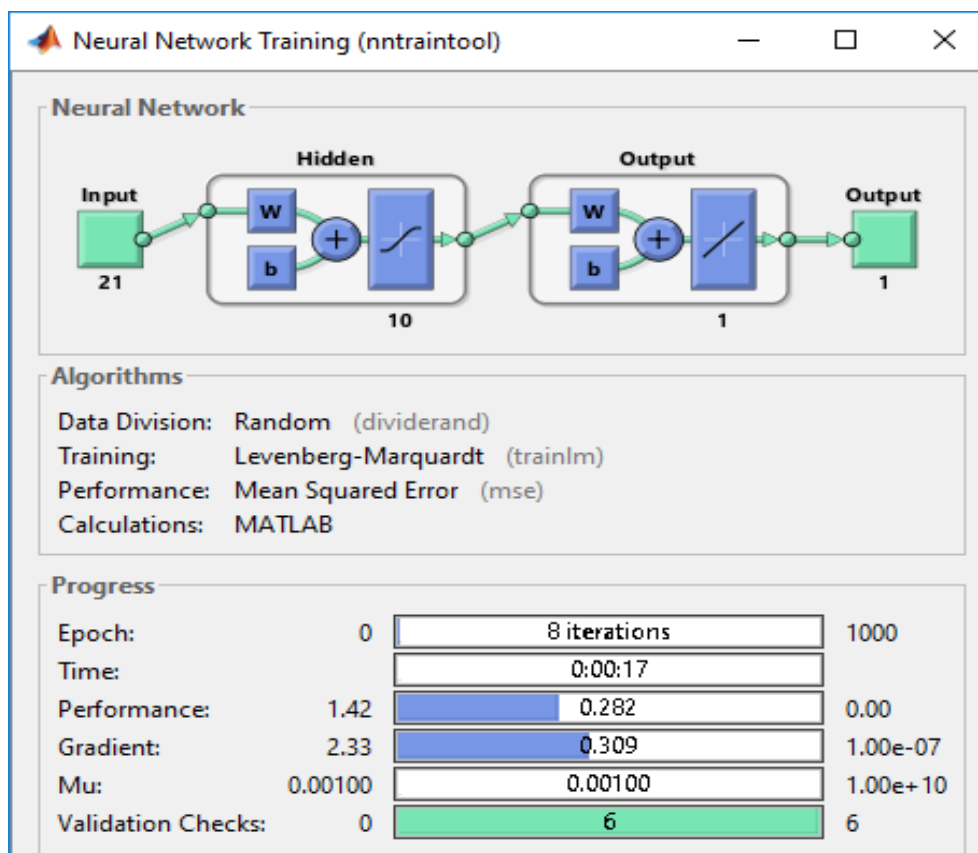 Neural Network Training (nntraintool)
Neural Network
Hidden Output
Input W b + W b + Output
21 10 1 1
Algorithms
Data Division: Random (dividerand)
Training: Levenberg-Marquardt (trainlm)
Performance: Mean Squared Error (mse)
Calculations: MATLAB
Progress
Epoch: 0 8 iterations 1000
Time: 0:00:17
Performance: 1.42 0.282 0.00
Gradient: 2.33 0.309 1.00e-07
Mu: 0.00100 0.00100 1.00e+10
Validation Checks: 0 6 6